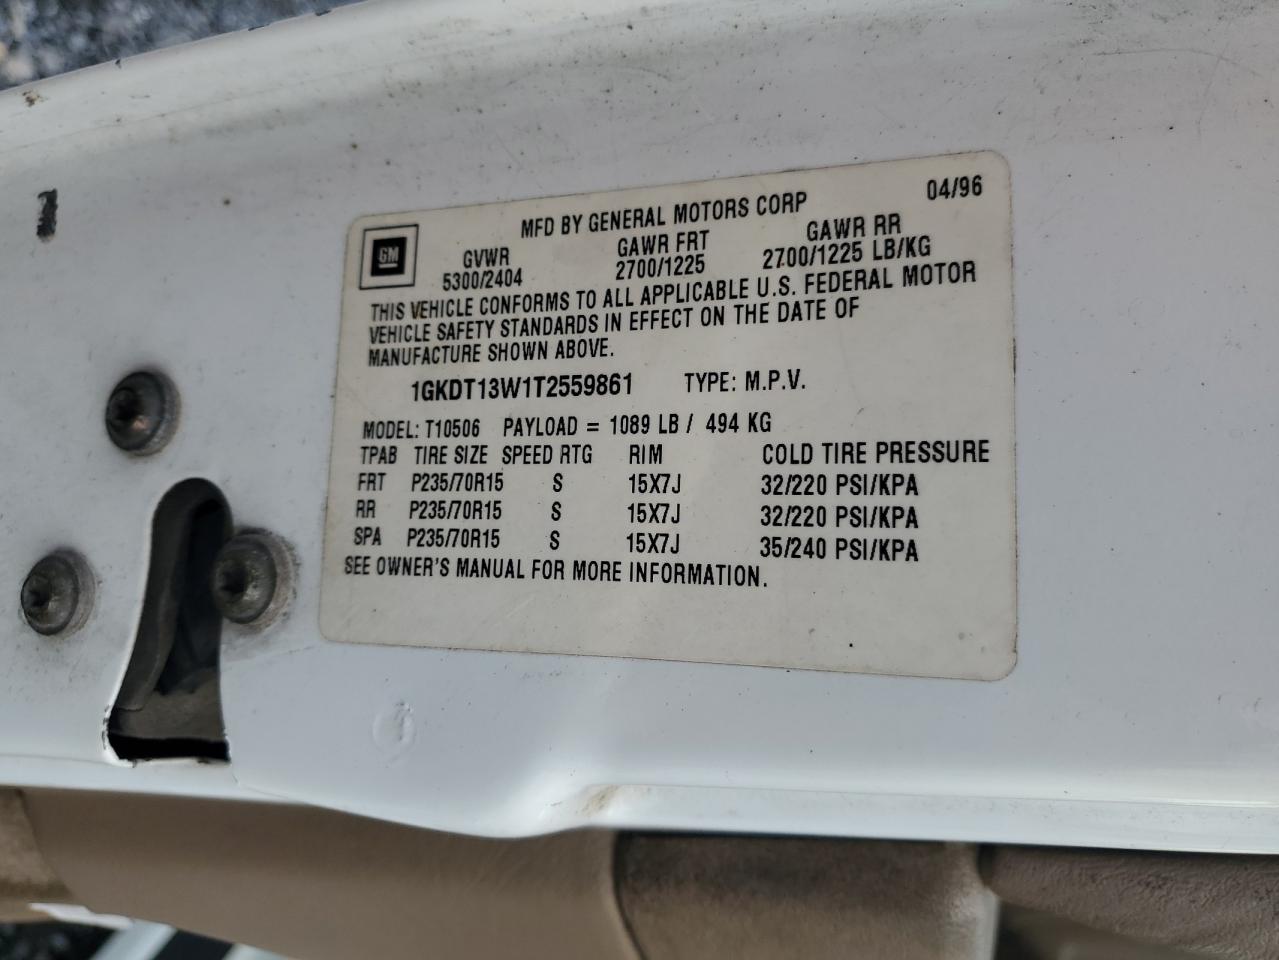 MFD BY GENERAL MOTORS CORP 04/96
GM
GVWR GAWR FRT GAWR RR
5300/2404 2700/1225 2700/1225 LB/KG
THIS VEHICLE CONFORMS TO ALL APPLICABLE U.S. FEDERAL MOTOR
VEHICLE SAFETY STANDARDS IN EFFECT ON THE DATE OF
MANUFACTURE SHOWN ABOVE.
1GKDT13W1T2559861 TYPE: M.P.V.
MODEL: T10506 PAYLOAD = 1089 LB / 494 KG
TPAB TIRE SIZE SPEED RTG RIM COLD TIRE PRESSURE
FRT P235/70R15 S 15X7J 32/220 PSI/KPA
RR P235/70R15 S 15X7J 32/220 PSI/KPA
SPA P235/70R15 S 15X7J 35/240 PSI/KPA
SEE OWNER'S MANUAL FOR MORE INFORMATION.